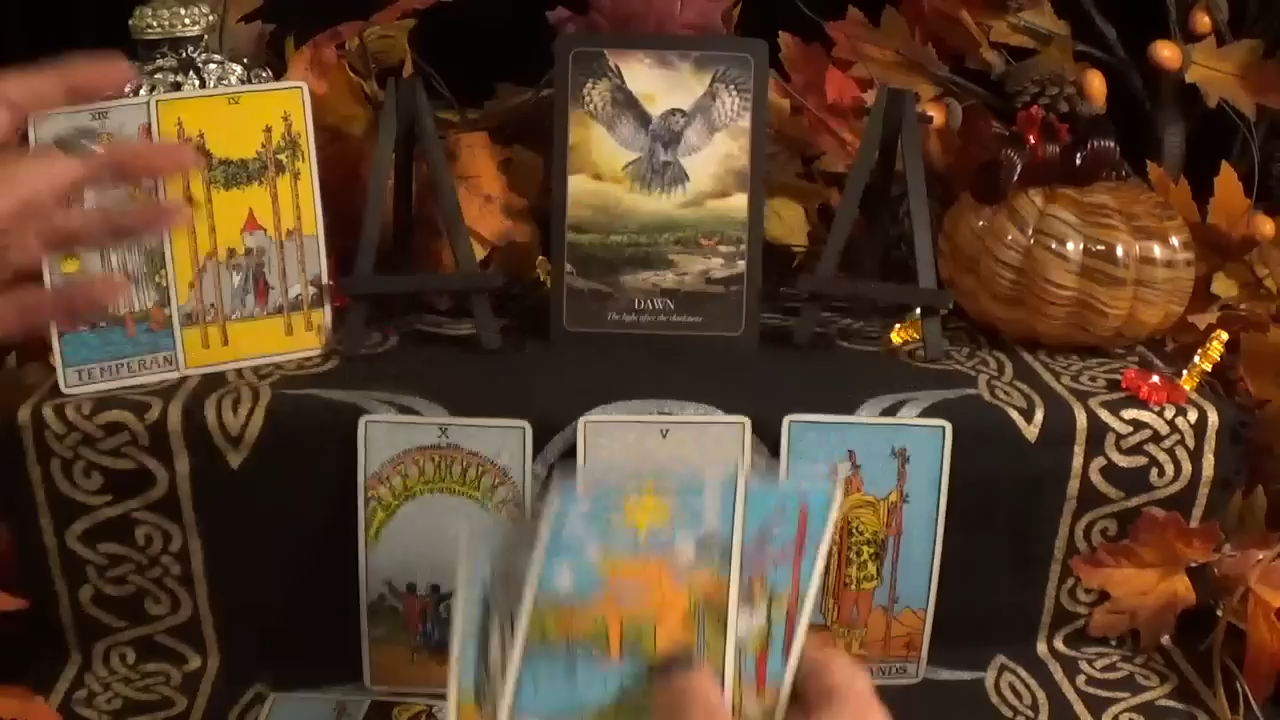 XIV
IV
TEMPERAN
DAWN
The light after the darkness
X
V
ANDS